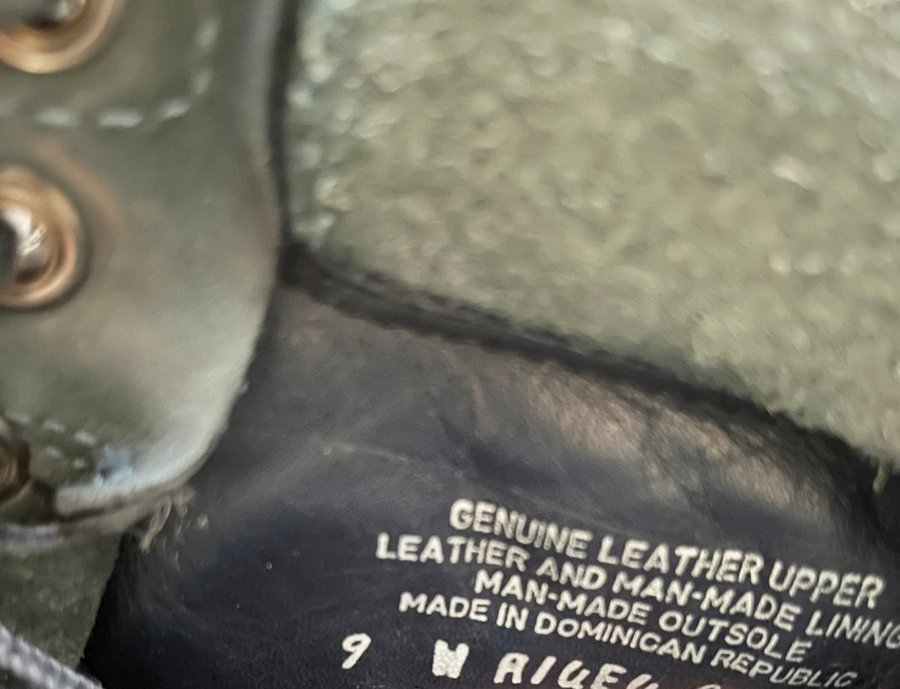 GENUINE LEATHER UPPER
LEATHER AND MAN-MADE LINING
MAN-MADE OUTSOLE
MADE IN DOMINICAN REPUBLIC
9 W